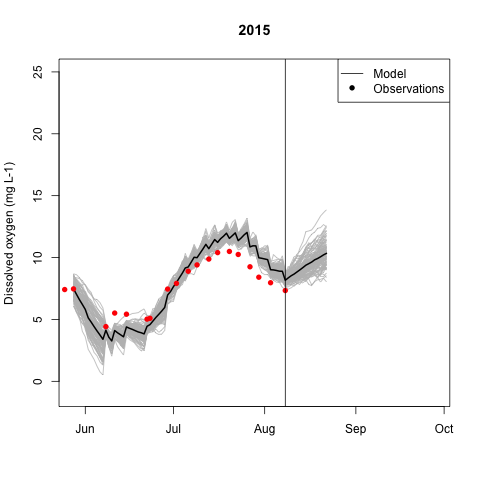 2015
Model
Observations
Dissolved oxygen (mg L-1)
25
20
15
10
5
0
Jun
Jul
Aug
Sep
Oct